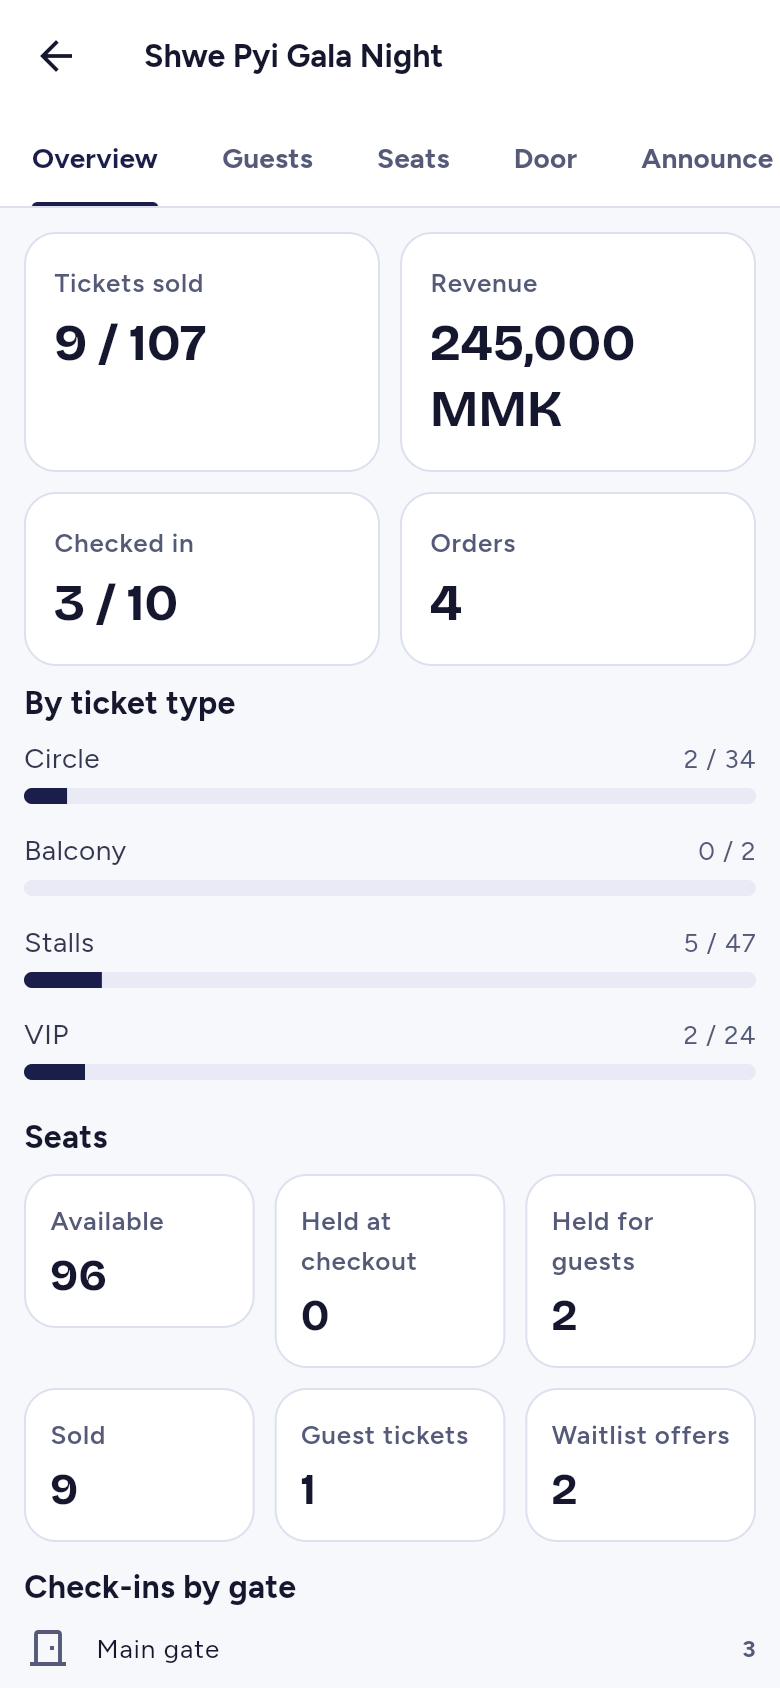 Shwe Pyi Gala Night
Overview Guests Seats Door Announce
Tickets sold
9 / 107
Revenue
245,000
MMK
Checked in
3 / 10
Orders
4
By ticket type
Circle 2 / 34
Balcony 0 / 2
Stalls 5 / 47
VIP 2 / 24
Seats
Available
96
Held at
checkout
0
Held for
guests
2
Sold
9
Guest tickets
1
Waitlist offers
2
Check-ins by gate
Main gate 3